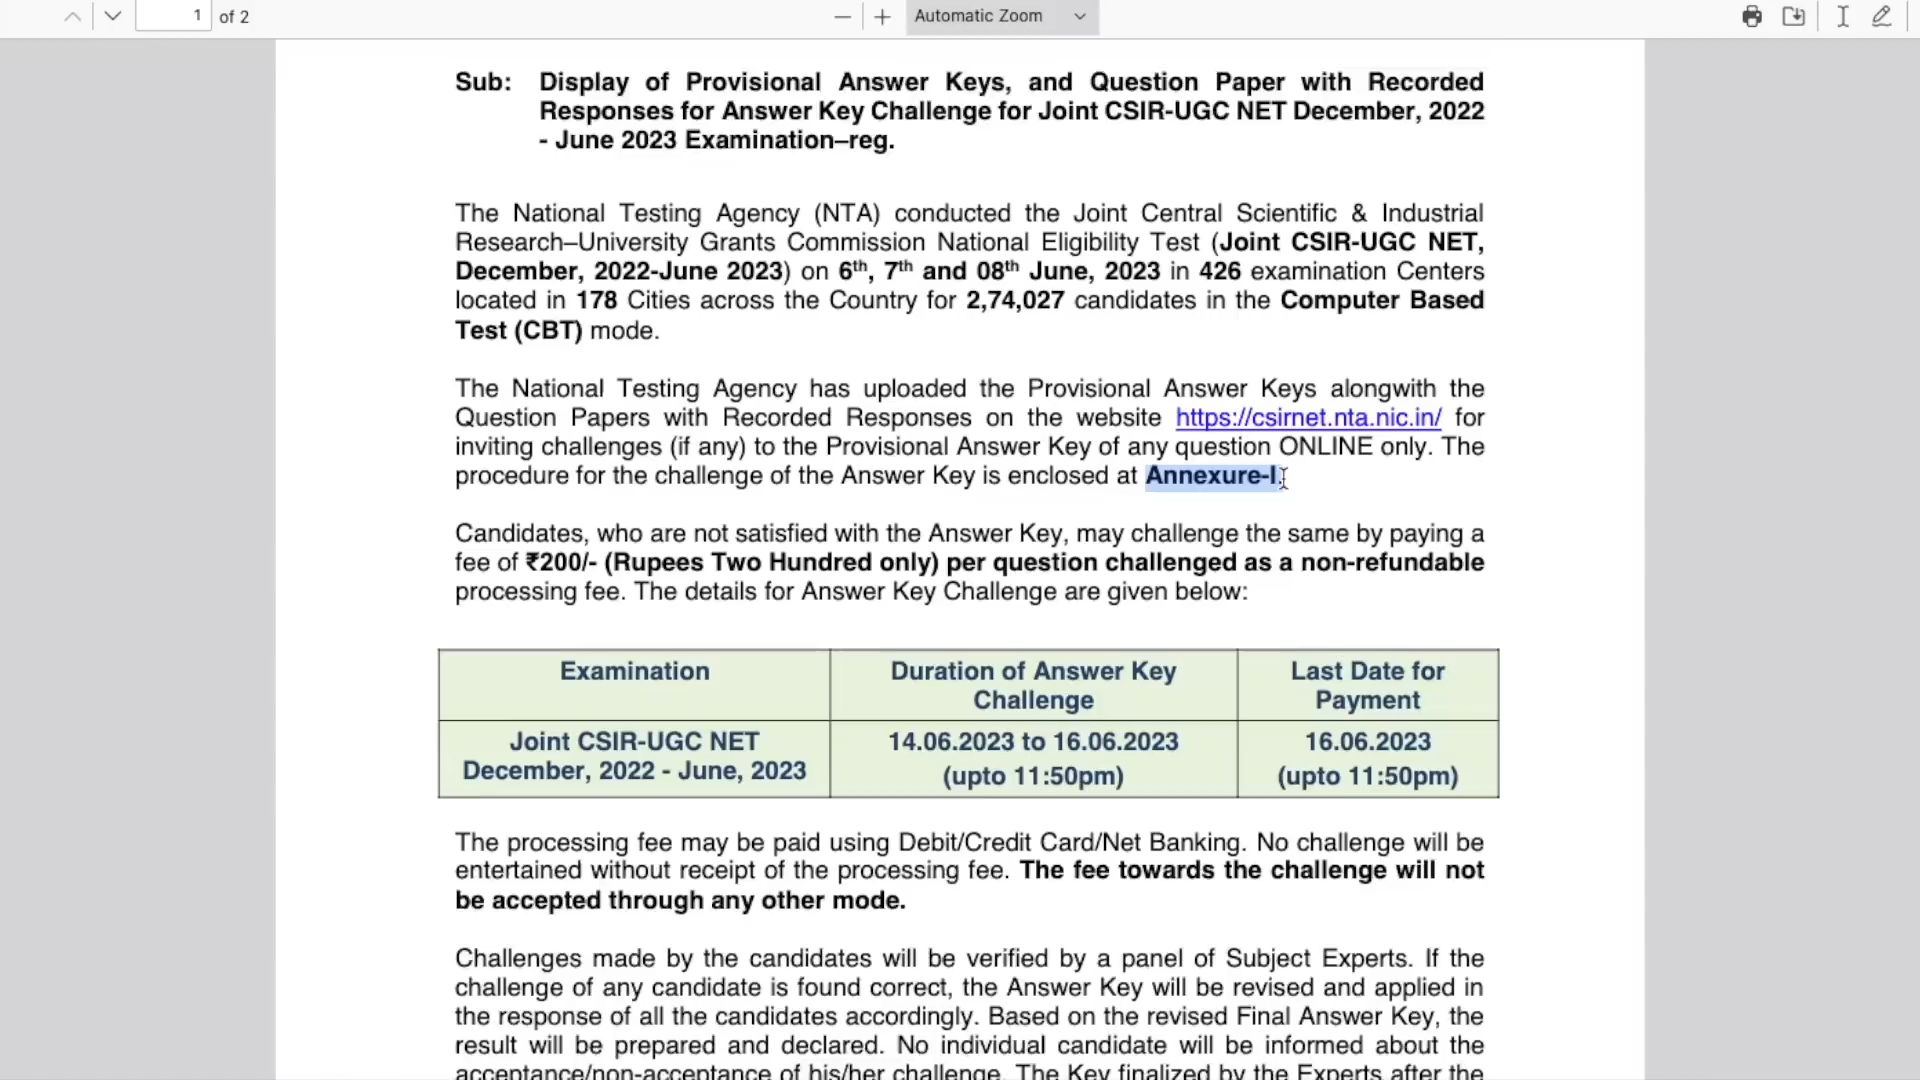 1 of 2 Automatic Zoom
Sub: Display of Provisional Answer Keys, and Question Paper with Recorded
Responses for Answer Key Challenge for Joint CSIR-UGC NET December, 2022
- June 2023 Examination–reg.
The National Testing Agency (NTA) conducted the Joint Central Scientific & Industrial
Research–University Grants Commission National Eligibility Test (Joint CSIR-UGC NET,
December, 2022-June 2023) on 6th, 7th and 08th June, 2023 in 426 examination Centers
located in 178 Cities across the Country for 2,74,027 candidates in the Computer Based
Test (CBT) mode.
The National Testing Agency has uploaded the Provisional Answer Keys alongwith the
Question Papers with Recorded Responses on the website https://csirnet.nta.nic.in/ for
inviting challenges (if any) to the Provisional Answer Key of any question ONLINE only. The
procedure for the challenge of the Answer Key is enclosed at Annexure-I.
Candidates, who are not satisfied with the Answer Key, may challenge the same by paying a
fee of ₹200/- (Rupees Two Hundred only) per question challenged as a non-refundable
processing fee. The details for Answer Key Challenge are given below:
Examination Duration of Answer Key Last Date for
Challenge Payment
Joint CSIR-UGC NET 14.06.2023 to 16.06.2023 16.06.2023
December, 2022 - June, 2023 (upto 11:50pm) (upto 11:50pm)
The processing fee may be paid using Debit/Credit Card/Net Banking. No challenge will be
entertained without receipt of the processing fee. The fee towards the challenge will not
be accepted through any other mode.
Challenges made by the candidates will be verified by a panel of Subject Experts. If the
challenge of any candidate is found correct, the Answer Key will be revised and applied in
the response of all the candidates accordingly. Based on the revised Final Answer Key, the
result will be prepared and declared. No individual candidate will be informed about the
acceptance/non-acceptance of his/her challenge. The Key finalized by the Experts after the